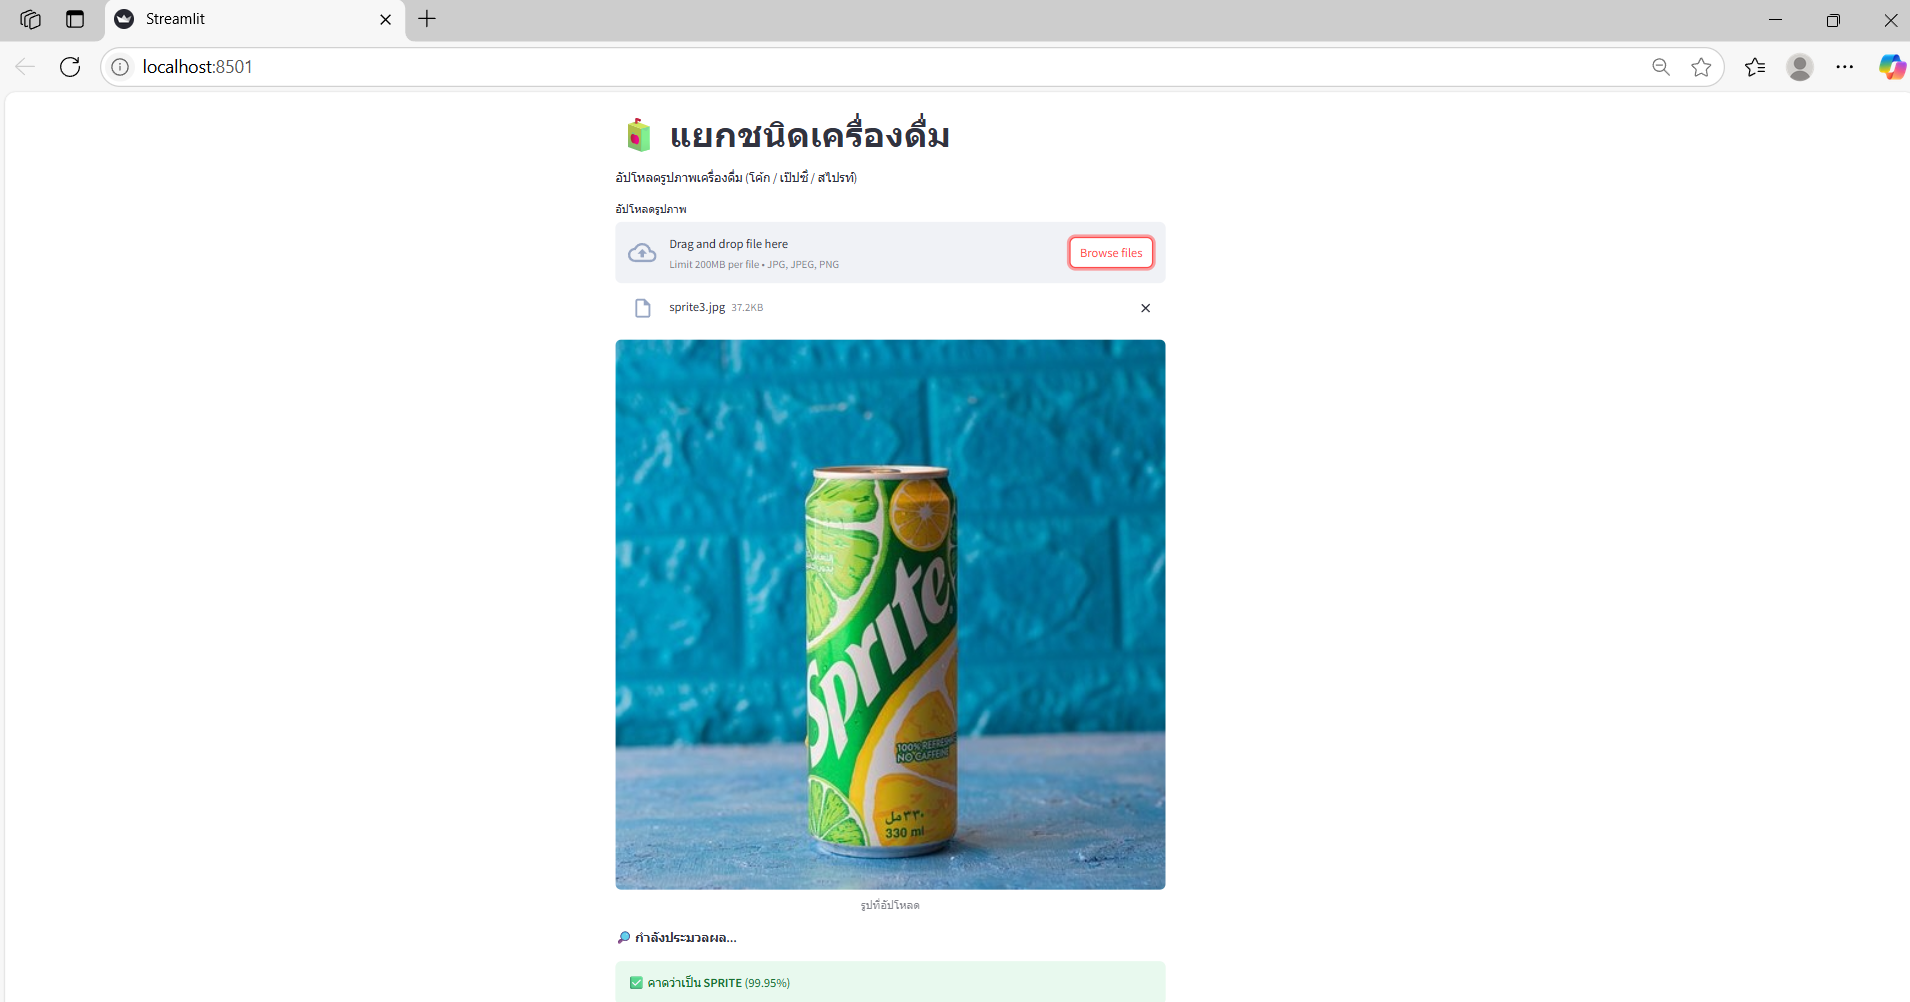 Streamlit
localhost:8501
แยกชนิดเครื่องดื่ม
อัปโหลดรูปภาพเครื่องดื่ม (โค้ก / เป๊ปซี่ / สไปรท์)
อัปโหลดรูปภาพ
Drag and drop file here
Limit 200MB per file • JPG, JPEG, PNG
Browse files
sprite3.jpg 37.2KB
Sprite
100% REFRESH
NO CAFFEINE
٣٣٠ مل
330 ml
รูปที่อัปโหลด
🔎 กำลังประมวลผล...
✅ คาดว่าเป็น SPRITE (99.95%)